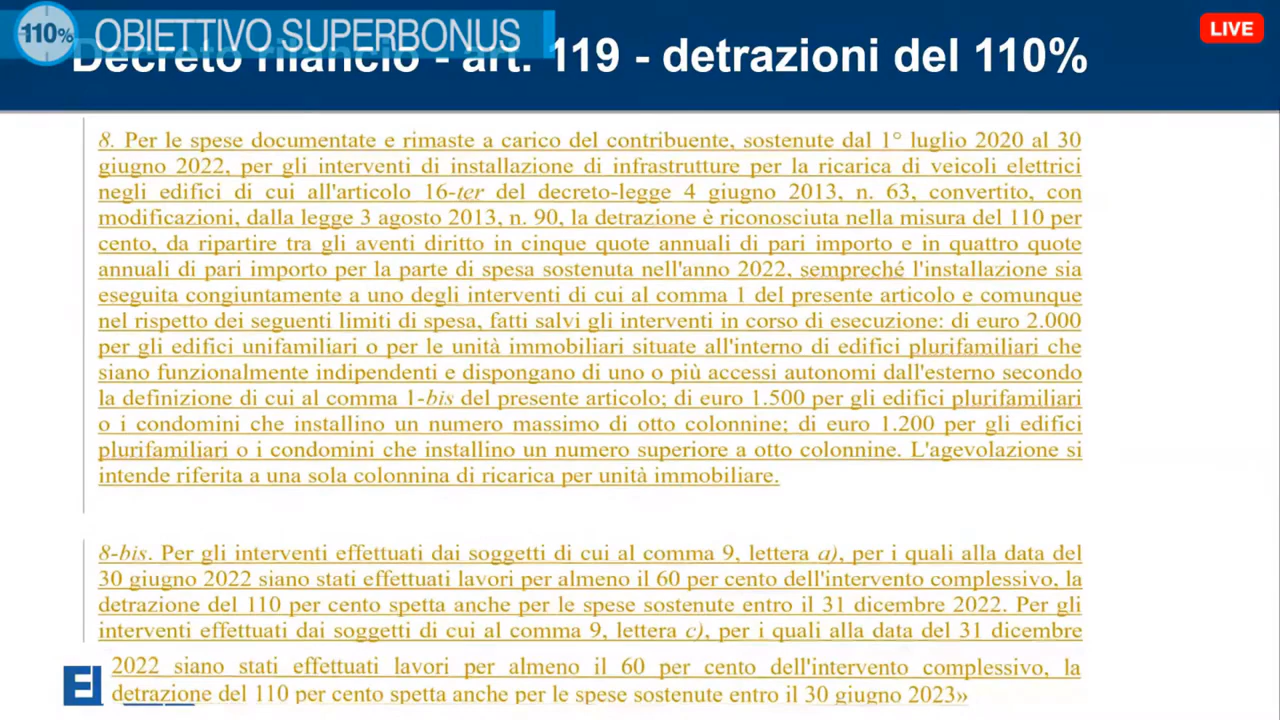 110%
OBIETTIVO SUPERBONUS
LIVE
Decreto rilancio - art. 119 - detrazioni del 110%
8. Per le spese documentate e rimaste a carico del contribuente, sostenute dal 1° luglio 2020 al 30
giugno 2022, per gli interventi di installazione di infrastrutture per la ricarica di veicoli elettrici
negli edifici di cui all'articolo 16-ter del decreto-legge 4 giugno 2013, n. 63, convertito, con
modificazioni, dalla legge 3 agosto 2013, n. 90, la detrazione è riconosciuta nella misura del 110 per
cento, da ripartire tra gli aventi diritto in cinque quote annuali di pari importo e in quattro quote
annuali di pari importo per la parte di spesa sostenuta nell'anno 2022, sempreché l'installazione sia
eseguita congiuntamente a uno degli interventi di cui al comma 1 del presente articolo e comunque
nel rispetto dei seguenti limiti di spesa, fatti salvi gli interventi in corso di esecuzione: di euro 2.000
per gli edifici unifamiliari o per le unità immobiliari situate all'interno di edifici plurifamiliari che
siano funzionalmente indipendenti e dispongano di uno o più accessi autonomi dall'esterno secondo
la definizione di cui al comma 1-bis del presente articolo; di euro 1.500 per gli edifici plurifamiliari
o i condomini che installino un numero massimo di otto colonnine; di euro 1.200 per gli edifici
plurifamiliari o i condomini che installino un numero superiore a otto colonnine. L'agevolazione si
intende riferita a una sola colonnina di ricarica per unità immobiliare.
8-bis. Per gli interventi effettuati dai soggetti di cui al comma 9, lettera a), per i quali alla data del
30 giugno 2022 siano stati effettuati lavori per almeno il 60 per cento dell'intervento complessivo, la
detrazione del 110 per cento spetta anche per le spese sostenute entro il 31 dicembre 2022. Per gli
interventi effettuati dai soggetti di cui al comma 9, lettera c), per i quali alla data del 31 dicembre
2022 siano stati effettuati lavori per almeno il 60 per cento dell'intervento complessivo, la
detrazione del 110 per cento spetta anche per le spese sostenute entro il 30 giugno 2023»